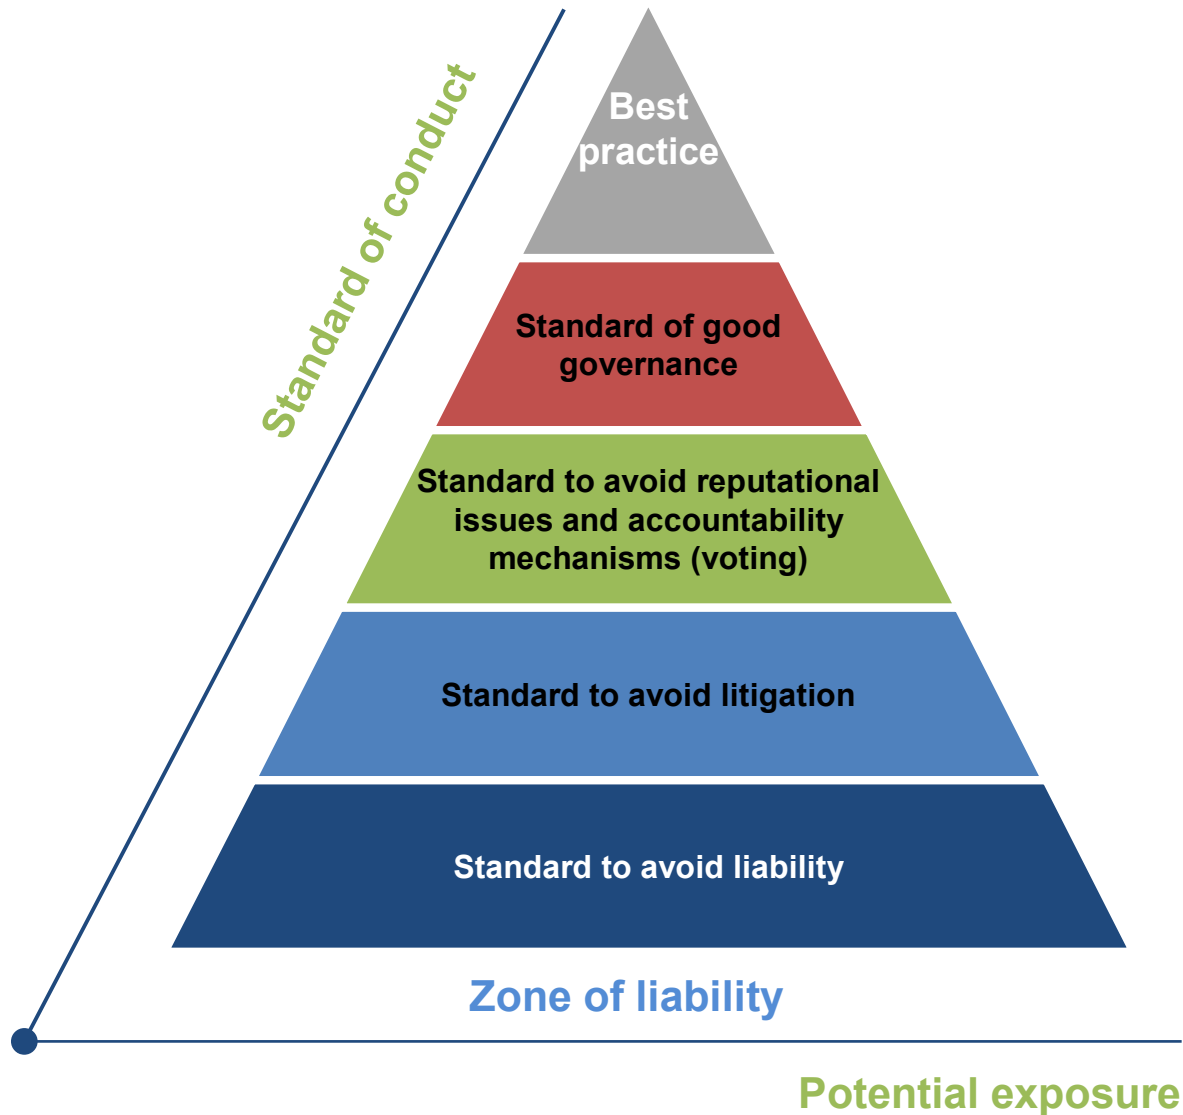 Standard of conduct
Best
practice
Standard of good
governance
Standard to avoid reputational
issues and accountability
mechanisms (voting)
Standard to avoid litigation
Standard to avoid liability
Zone of liability
Potential exposure